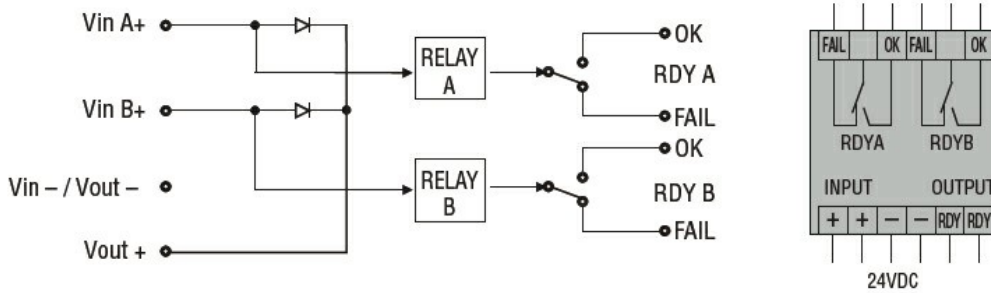 Vin A+
Vin B+
Vin – / Vout –
Vout +
RELAY
A
RELAY
B
OK
RDY A
FAIL
OK
RDY B
FAIL
FAIL OK FAIL OK
RDYA RDYB
INPUT OUTPUT
+ + – – RDY RDY
24VDC